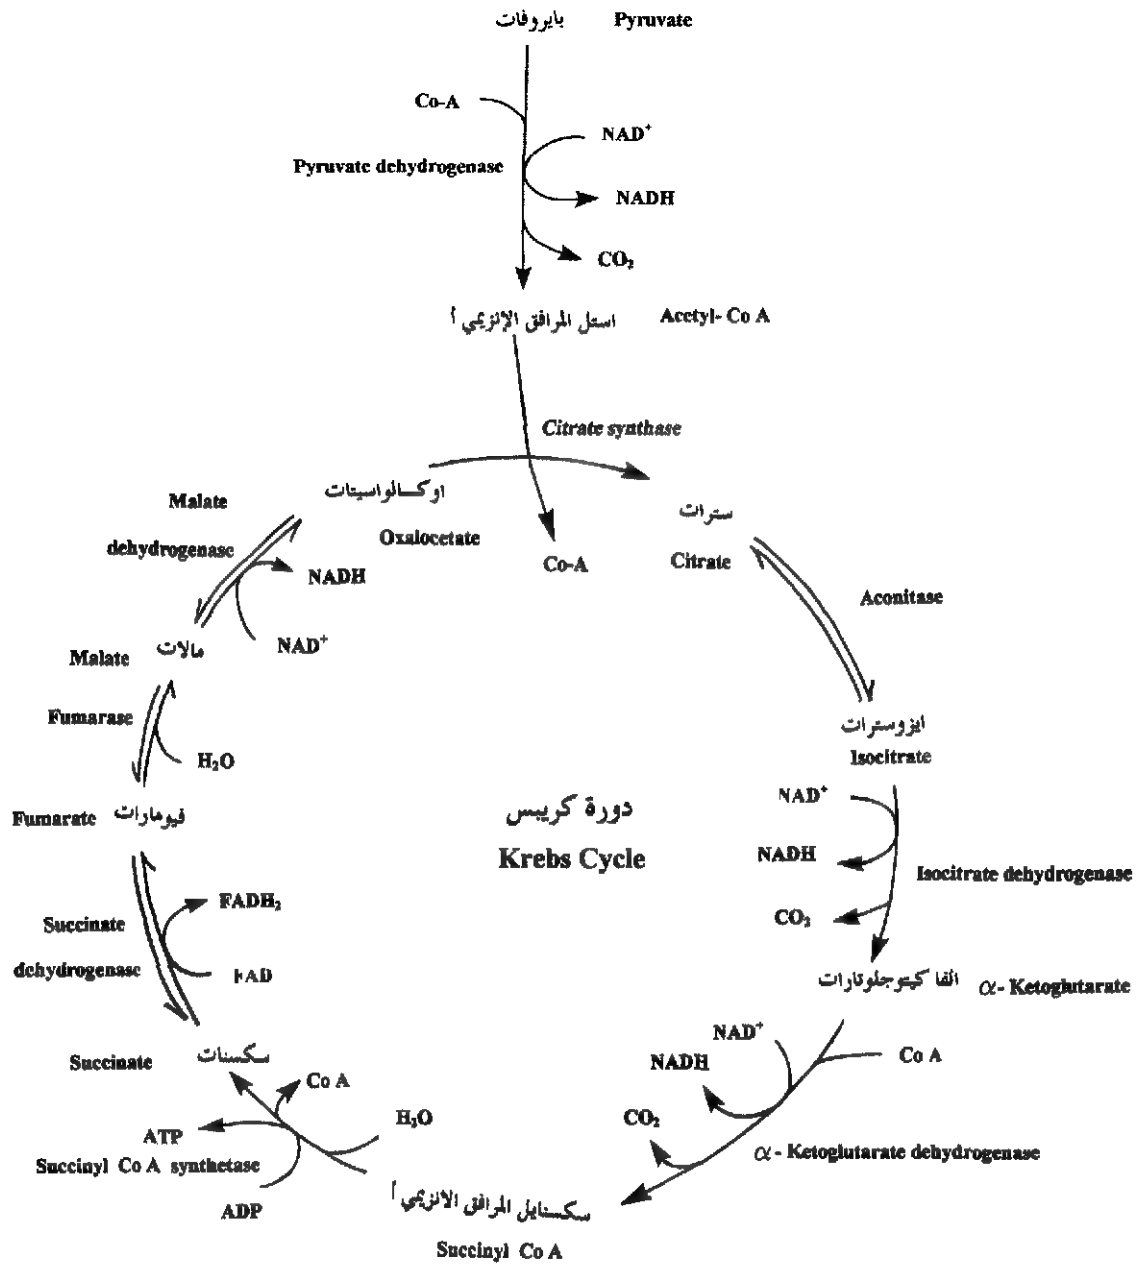 بايروفات Pyruvate
Co-A
NAD⁺
Pyruvate dehydrogenase
NADH
CO₂
استل المرافق الإنزيمي أ Acetyl- Co A
Citrate synthase
اوكسالواسيتات
Oxalocetate
Co-A
سترات
Citrate
Malate
dehydrogenase
NADH
NAD⁺
Aconitase
Malate مالات
Fumarase
H₂O
ايزوسترات
Isocitrate
Fumarate فيومارات
دورة كريبس
Krebs Cycle
NAD⁺
NADH
Isocitrate dehydrogenase
CO₂
Succinate
dehydrogenase
FADH₂
FAD
الفا كيتوجلوتارات α- Ketoglutarate
Succinate سكسنات
NAD⁺
NADH
Co A
CO₂
α- Ketoglutarate dehydrogenase
Co A
H₂O
ATP
Succinyl Co A synthetase
ADP
سكسنايل المرافق الانزيمي أ
Succinyl Co A